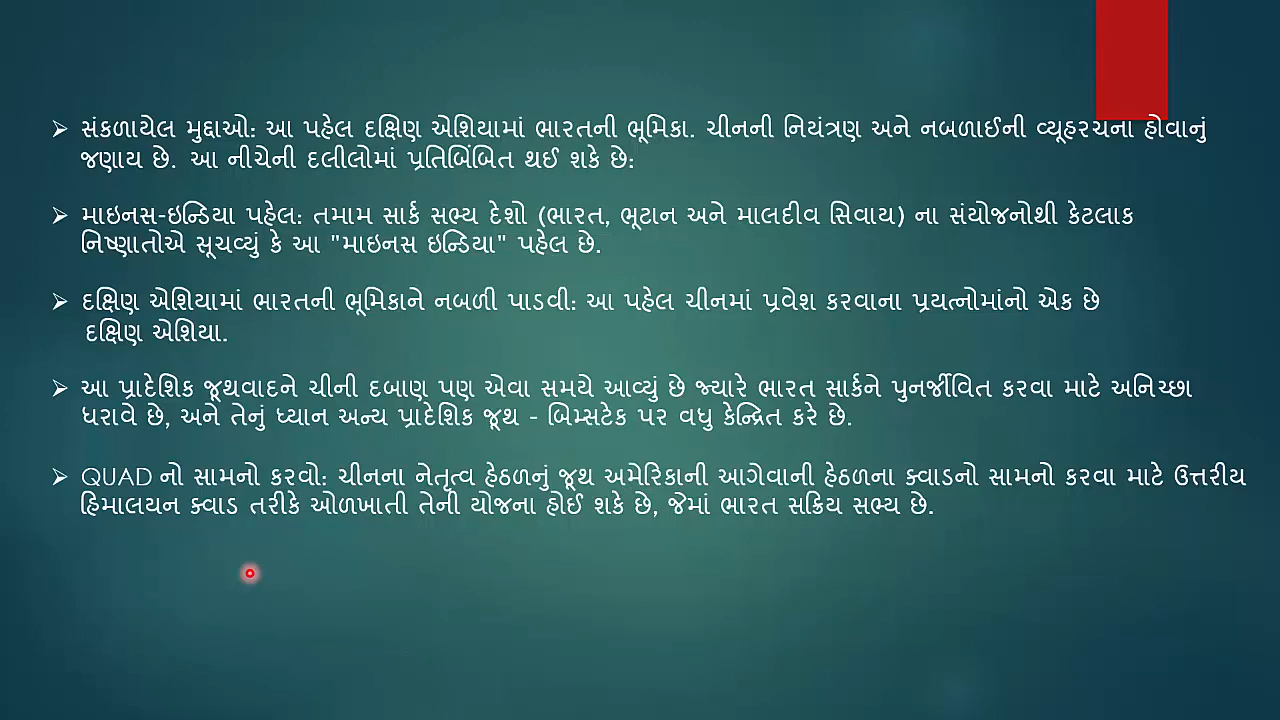 સંકળાયેલ મુદ્દાઓ: આ પહેલ દક્ષિણ એશિયામાં ભારતની ભૂમિકા. ચીનની નિયંત્રણ અને નબળાઈની વ્યૂહરચના હોવાનું
જણાય છે. આ નીચેની દલીલોમાં પ્રતિબિંબિત થઈ શકે છે:
માઇનસ-ઇન્ડિયા પહેલ: તમામ સાર્ક સભ્ય દેશો (ભારત, ભૂટાન અને માલદીવ સિવાય) ના સંયોજનોથી કેટલાક
નિષ્ણાતોએ સૂચવ્યું કે આ "માઇનસ ઇન્ડિયા" પહેલ છે.
દક્ષિણ એશિયામાં ભારતની ભૂમિકાને નબળી પાડવી: આ પહેલ ચીનમાં પ્રવેશ કરવાના પ્રયત્નોમાંનો એક છે
દક્ષિણ એશિયા.
આ પ્રાદેશિક જૂથવાદને ચીની દબાણ પણ એવા સમયે આવ્યું છે જ્યારે ભારત સાર્કને પુનર્જીવિત કરવા માટે અનિચ્છા
ધરાવે છે, અને તેનું ધ્યાન અન્ય પ્રાદેશિક જૂથ - બિમ્સટેક પર વધુ કેન્દ્રિત કરે છે.
QUAD નો સામનો કરવો: ચીનના નેતૃત્વ હેઠળનું જૂથ અમેરિકાની આગેવાની હેઠળના ક્વાડનો સામનો કરવા માટે ઉત્તરીય
હિમાલયન ક્વાડ તરીકે ઓળખાતી તેની યોજના હોઈ શકે છે, જેમાં ભારત સક્રિય સભ્ય છે.